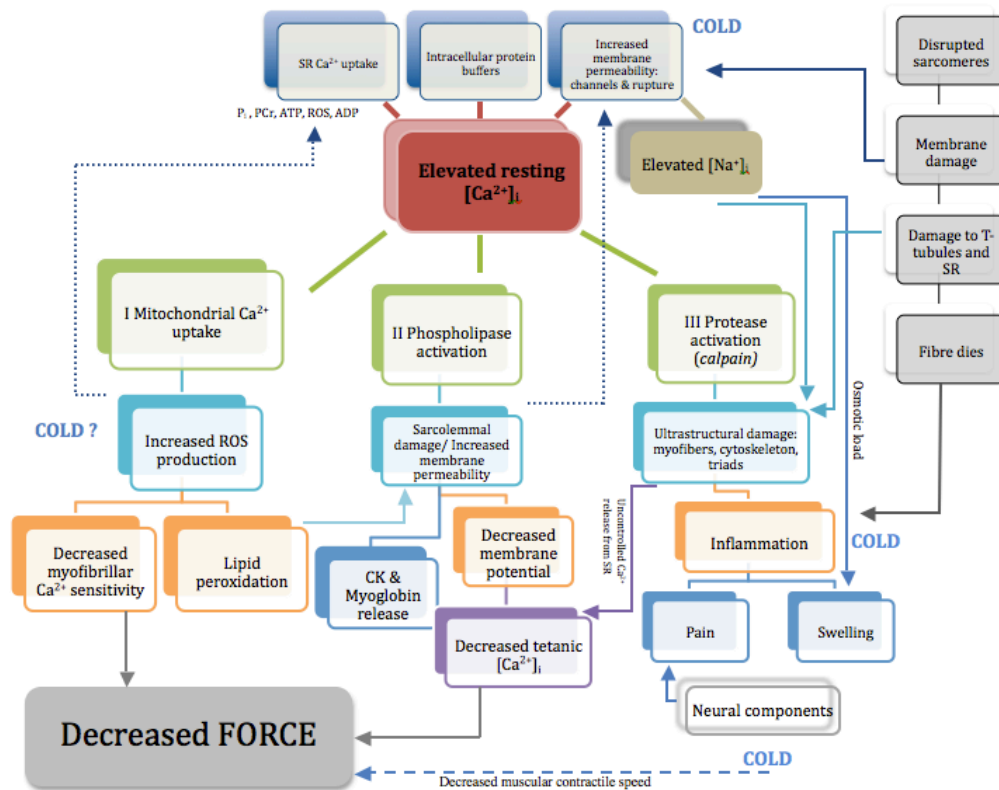 COLD
SR Ca²⁺ uptake
Intracellular protein
buffers
Increased
membrane
permeability:
channels & rupture
Disrupted
sarcomeres
Pᵢ , PCr, ATP, ROS, ADP
Elevated resting
[Ca²⁺]ᵢ
Elevated [Na⁺]ᵢ
Membrane
damage
Damage to T-
tubules and
SR
I Mitochondrial Ca²⁺
uptake
II Phospholipase
activation
III Protease
activation
(calpain)
Fibre dies
Osmotic load
COLD ?
Increased ROS
production
Sarcolemmal
damage/ Increased
membrane
permeability
Ultrastructural damage:
myofibers, cytoskeleton,
triads
Uncontrolled Ca²⁺
release from SR
Decreased
myofibrillar
Ca²⁺ sensitivity
Lipid
peroxidation
CK &
Myoglobin
release
Decreased
membrane
potential
Inflammation
COLD
Decreased tetanic
[Ca²⁺]ᵢ
Pain
Swelling
Neural components
Decreased FORCE
COLD
Decreased muscular contractile speed